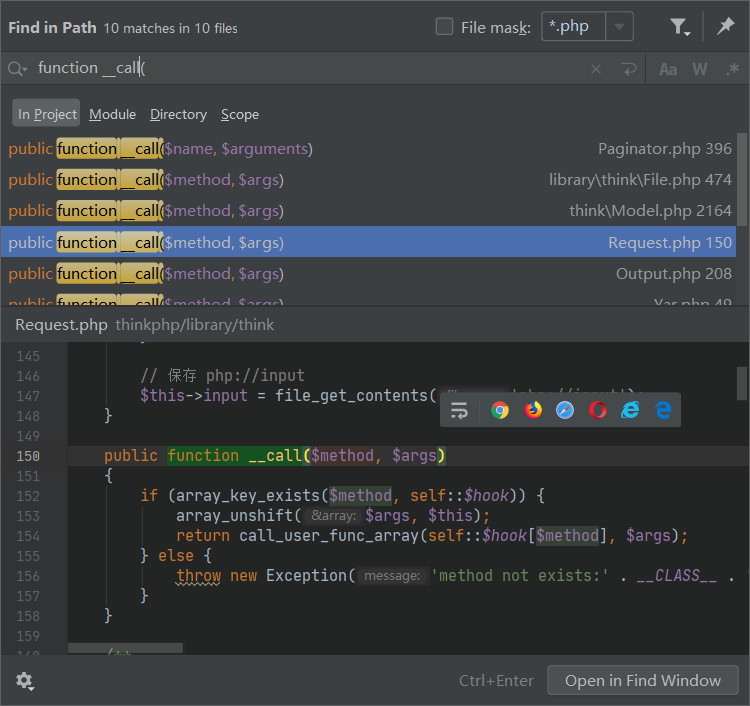 Find in Path 10 matches in 10 files File mask: *.php
function __call(
Aa W .*
In Project Module Directory Scope
public function __call($name, $arguments) Paginator.php 396
public function __call($method, $args) library\think\File.php 474
public function __call($method, $args) think\Model.php 2164
public function __call($method, $args) Request.php 150
public function __call($method, $args) Output.php 208
public function __call($method, $args) Yar.php 49
Request.php thinkphp/library/think
145 }
146 // 保存 php://input
147 $this->input = file_get_contents(
148 }
149
150 public function __call($method, $args)
151 {
152 if (array_key_exists($method, self::$hook)) {
153 array_unshift( &array: $args, $this);
154 return call_user_func_array(self::$hook[$method], $args);
155 } else {
156 throw new Exception( message: 'method not exists:' . __CLASS__ .
157 }
158 }
159
160 /**
Ctrl+Enter Open in Find Window